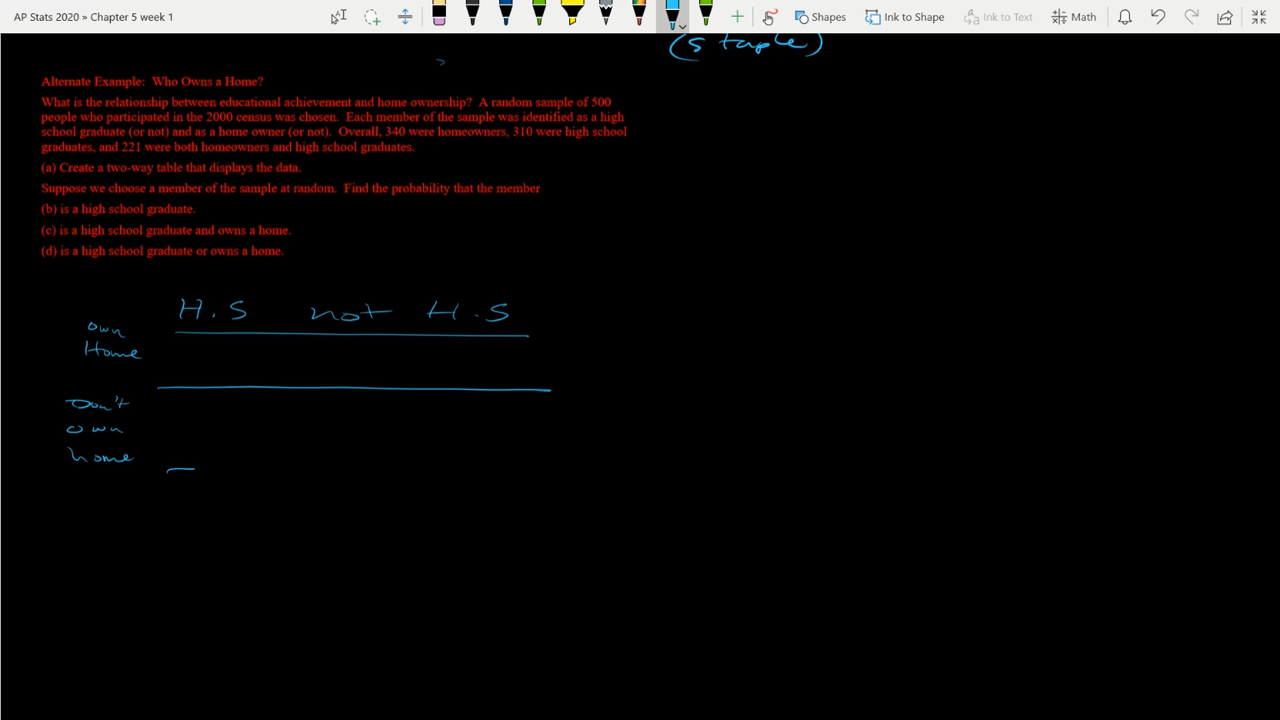 AP Stats 2020 » Chapter 5 week 1
Shapes
Ink to Shape
Ink to Text
Math
(staple)
Alternate Example: Who Owns a Home?
What is the relationship between educational achievement and home ownership? A random sample of 500
people who participated in the 2000 census was chosen. Each member of the sample was identified as a high
school graduate (or not) and as a home owner (or not). Overall, 340 were homeowners, 310 were high school
graduates, and 221 were both homeowners and high school graduates.
(a) Create a two-way table that displays the data.
Suppose we choose a member of the sample at random. Find the probability that the member
(b) is a high school graduate.
(c) is a high school graduate and owns a home.
(d) is a high school graduate or owns a home.
H.S not H.S
own
Home
Don't
own
home